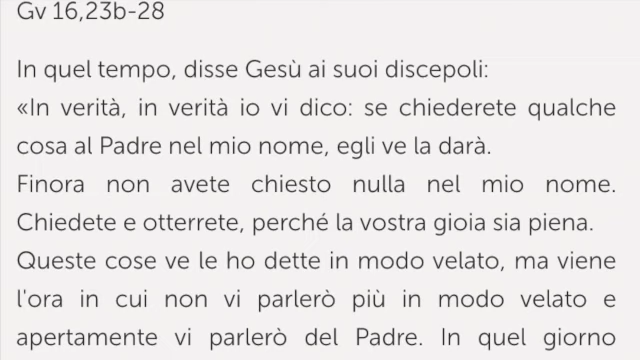 Gv 16,23b-28
In quel tempo, disse Gesù ai suoi discepoli:
«In verità, in verità io vi dico: se chiederete qualche
cosa al Padre nel mio nome, egli ve la darà.
Finora non avete chiesto nulla nel mio nome.
Chiedete e otterrete, perché la vostra gioia sia piena.
Queste cose ve le ho dette in modo velato, ma viene
l'ora in cui non vi parlerò più in modo velato e
apertamente vi parlerò del Padre. In quel giorno